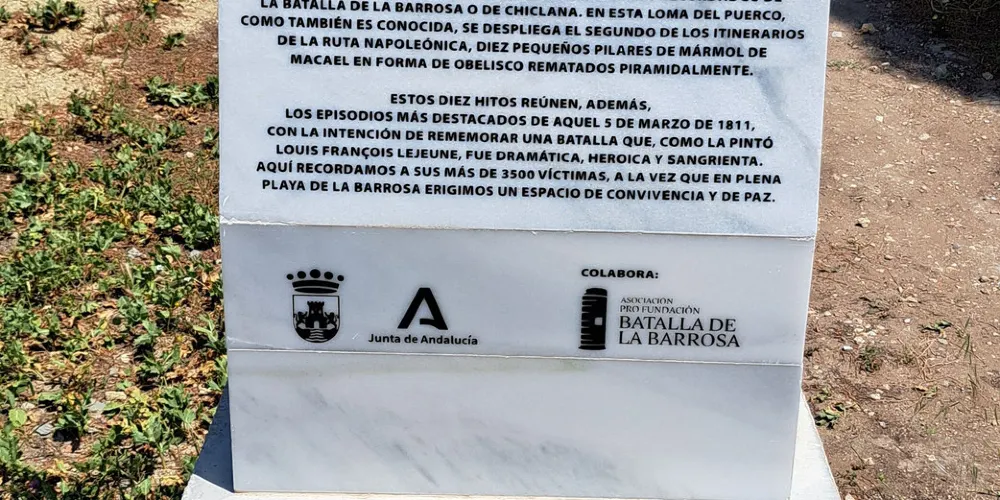 LA BATALLA DE LA BARROSA O DE CHICLANA. EN ESTA LOMA DEL PUERCO,
COMO TAMBIÉN ES CONOCIDA, SE DESPLIEGA EL SEGUNDO DE LOS ITINERARIOS
DE LA RUTA NAPOLEÓNICA, DIEZ PEQUEÑOS PILARES DE MÁRMOL DE
MACAEL EN FORMA DE OBELISCO REMATADOS PIRAMIDALMENTE.
ESTOS DIEZ HITOS REÚNEN, ADEMÁS,
LOS EPISODIOS MÁS DESTACADOS DE AQUEL 5 DE MARZO DE 1811,
CON LA INTENCIÓN DE REMEMORAR UNA BATALLA QUE, COMO LA PINTÓ
LOUIS FRANÇOIS LEJEUNE, FUE DRAMÁTICA, HEROICA Y SANGRIENTA.
AQUÍ RECORDAMOS A SUS MÁS DE 3500 VÍCTIMAS, A LA VEZ QUE EN PLENA
PLAYA DE LA BARROSA ERIGIMOS UN ESPACIO DE CONVIVENCIA Y DE PAZ.
Junta de Andalucía
COLABORA:
ASOCIACIÓN
PRO FUNDACIÓN
BATALLA DE
LA BARROSA